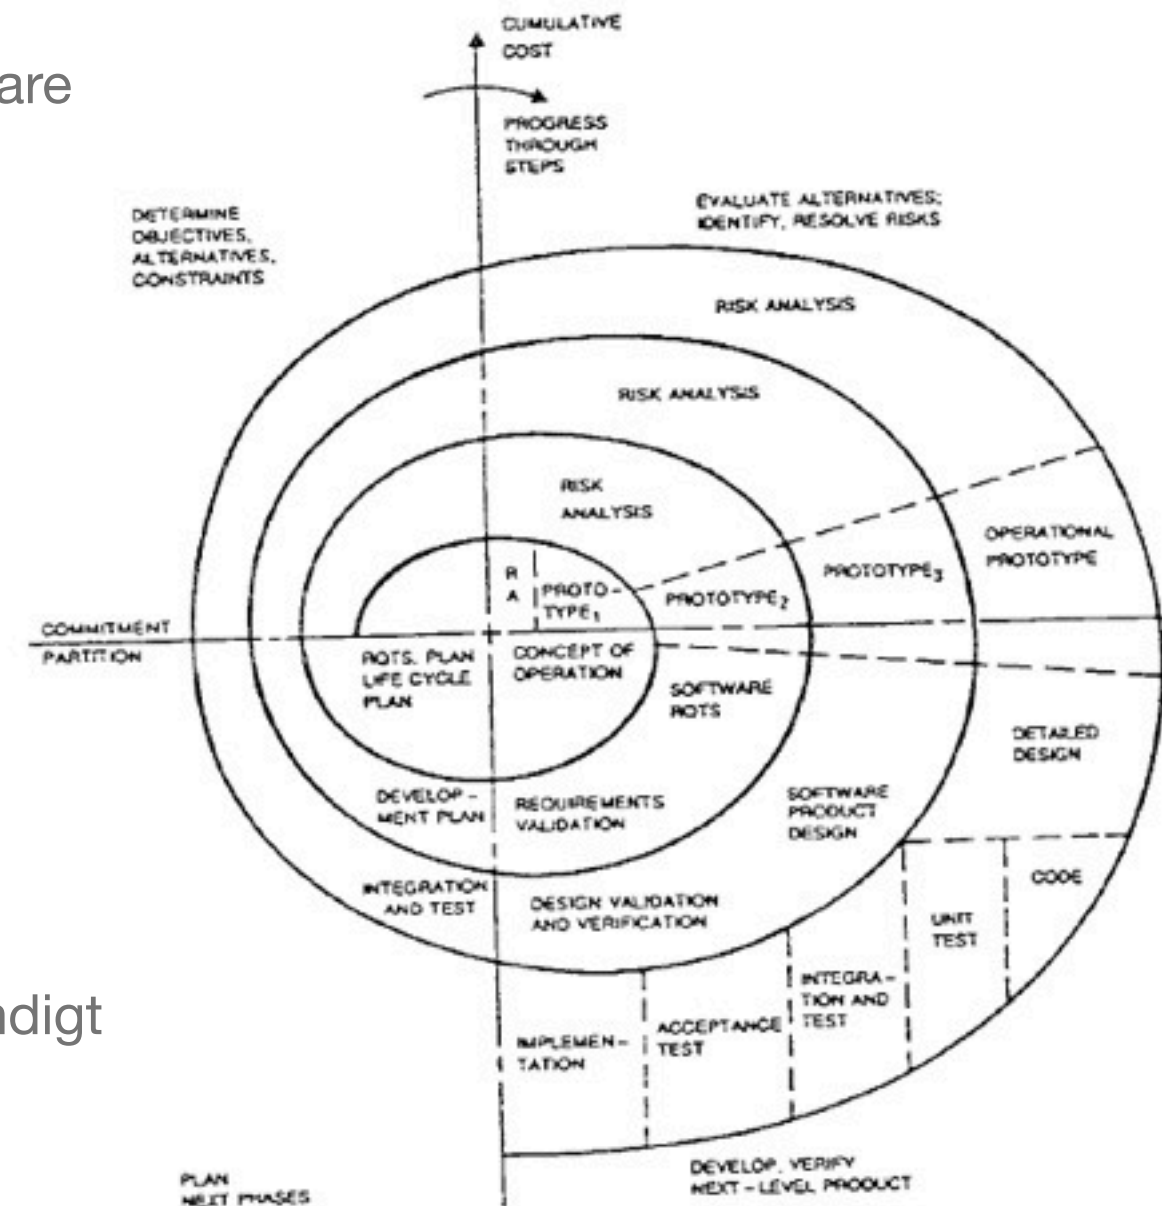 CUMULATIVE
COST
are
PROGRESS
THROUGH
STEPS
DETERMINE
OBJECTIVES,
ALTERNATIVES,
CONSTRAINTS
EVALUATE ALTERNATIVES;
IDENTIFY, RESOLVE RISKS
RISK ANALYSIS
RISK ANALYSIS
RISK
ANALYSIS
R
A
PROTO-
TYPE1
PROTOTYPE2
PROTOTYPE3
OPERATIONAL
PROTOTYPE
COMMITMENT
PARTITION
RQTS. PLAN
LIFE CYCLE
PLAN
CONCEPT OF
OPERATION
SOFTWARE
RQTS
DETAILED
DESIGN
DEVELOP-
MENT PLAN
REQUIREMENTS
VALIDATION
SOFTWARE
PRODUCT
DESIGN
INTEGRATION
AND TEST
DESIGN VALIDATION
AND VERIFICATION
CODE
UNIT
TEST
INTEGRA-
TION AND
TEST
ACCEPTANCE
TEST
IMPLEMEN-
TATION
ndigt
PLAN
NEXT PHASES
DEVELOP, VERIFY
NEXT-LEVEL PRODUCT